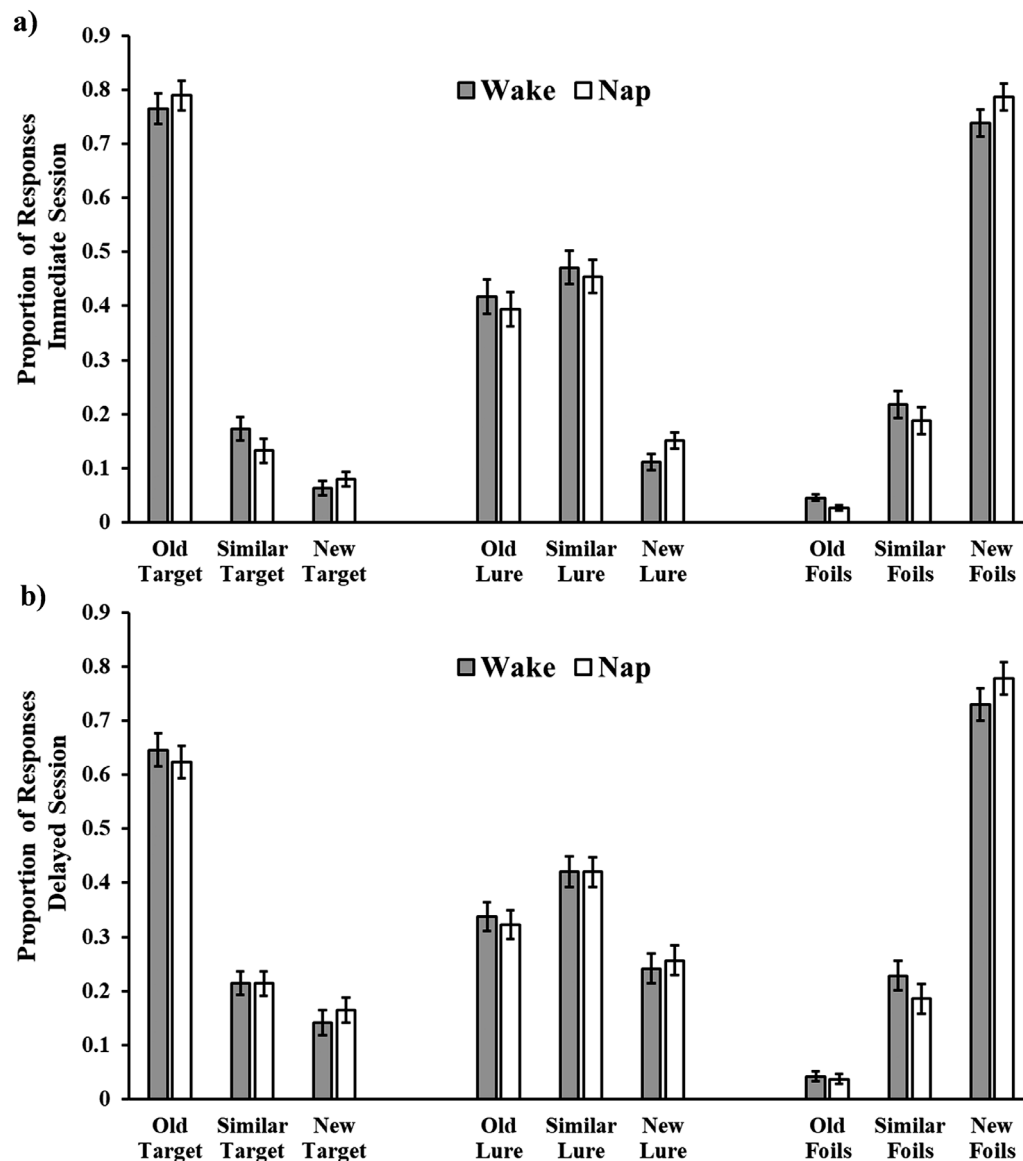 a)
Proportion of Responses
Immediate Session
0.9
0.8
0.7
0.6
0.5
0.4
0.3
0.2
0.1
0
Wake Nap
Old Similar New Old Similar New Old Similar New
Target Target Target Lure Lure Lure Foils Foils Foils
b)
Proportion of Responses
Delayed Session
0.9
0.8
0.7
0.6
0.5
0.4
0.3
0.2
0.1
0
Wake Nap
Old Similar New Old Similar New Old Similar New
Target Target Target Lure Lure Lure Foils Foils Foils